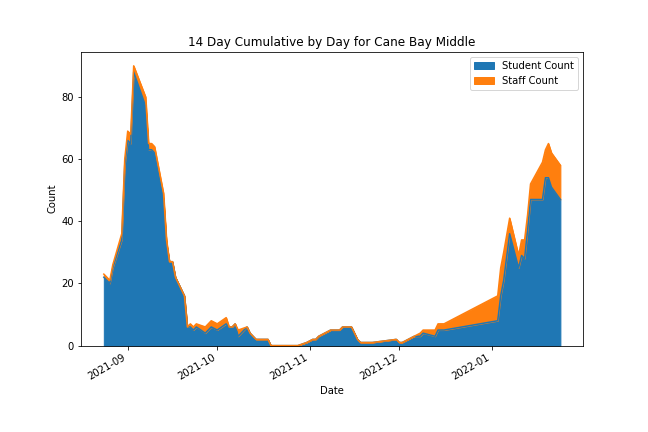 14 Day Cumulative by Day for Cane Bay Middle
Student Count
Staff Count
80
60
40
20
0
Count
2021-09
2021-10
2021-11
2021-12
2022-01
Date